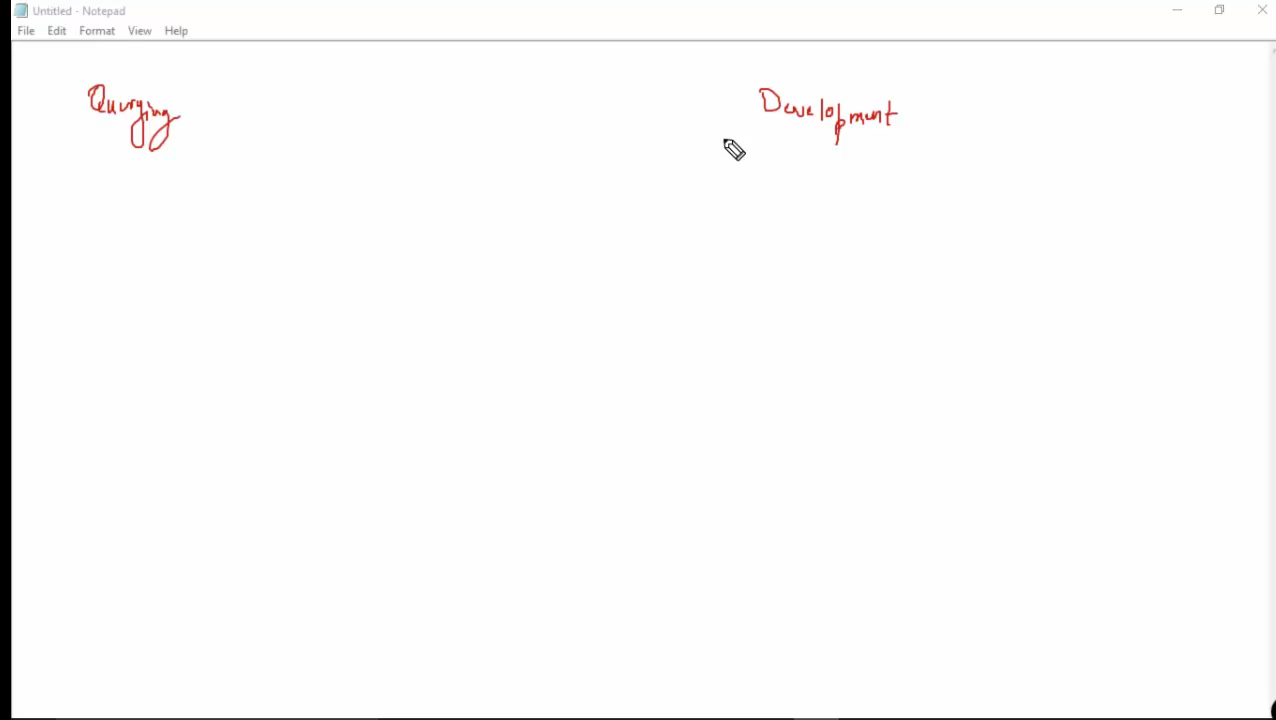 Untitled - Notepad
File Edit Format View Help
Querying Development